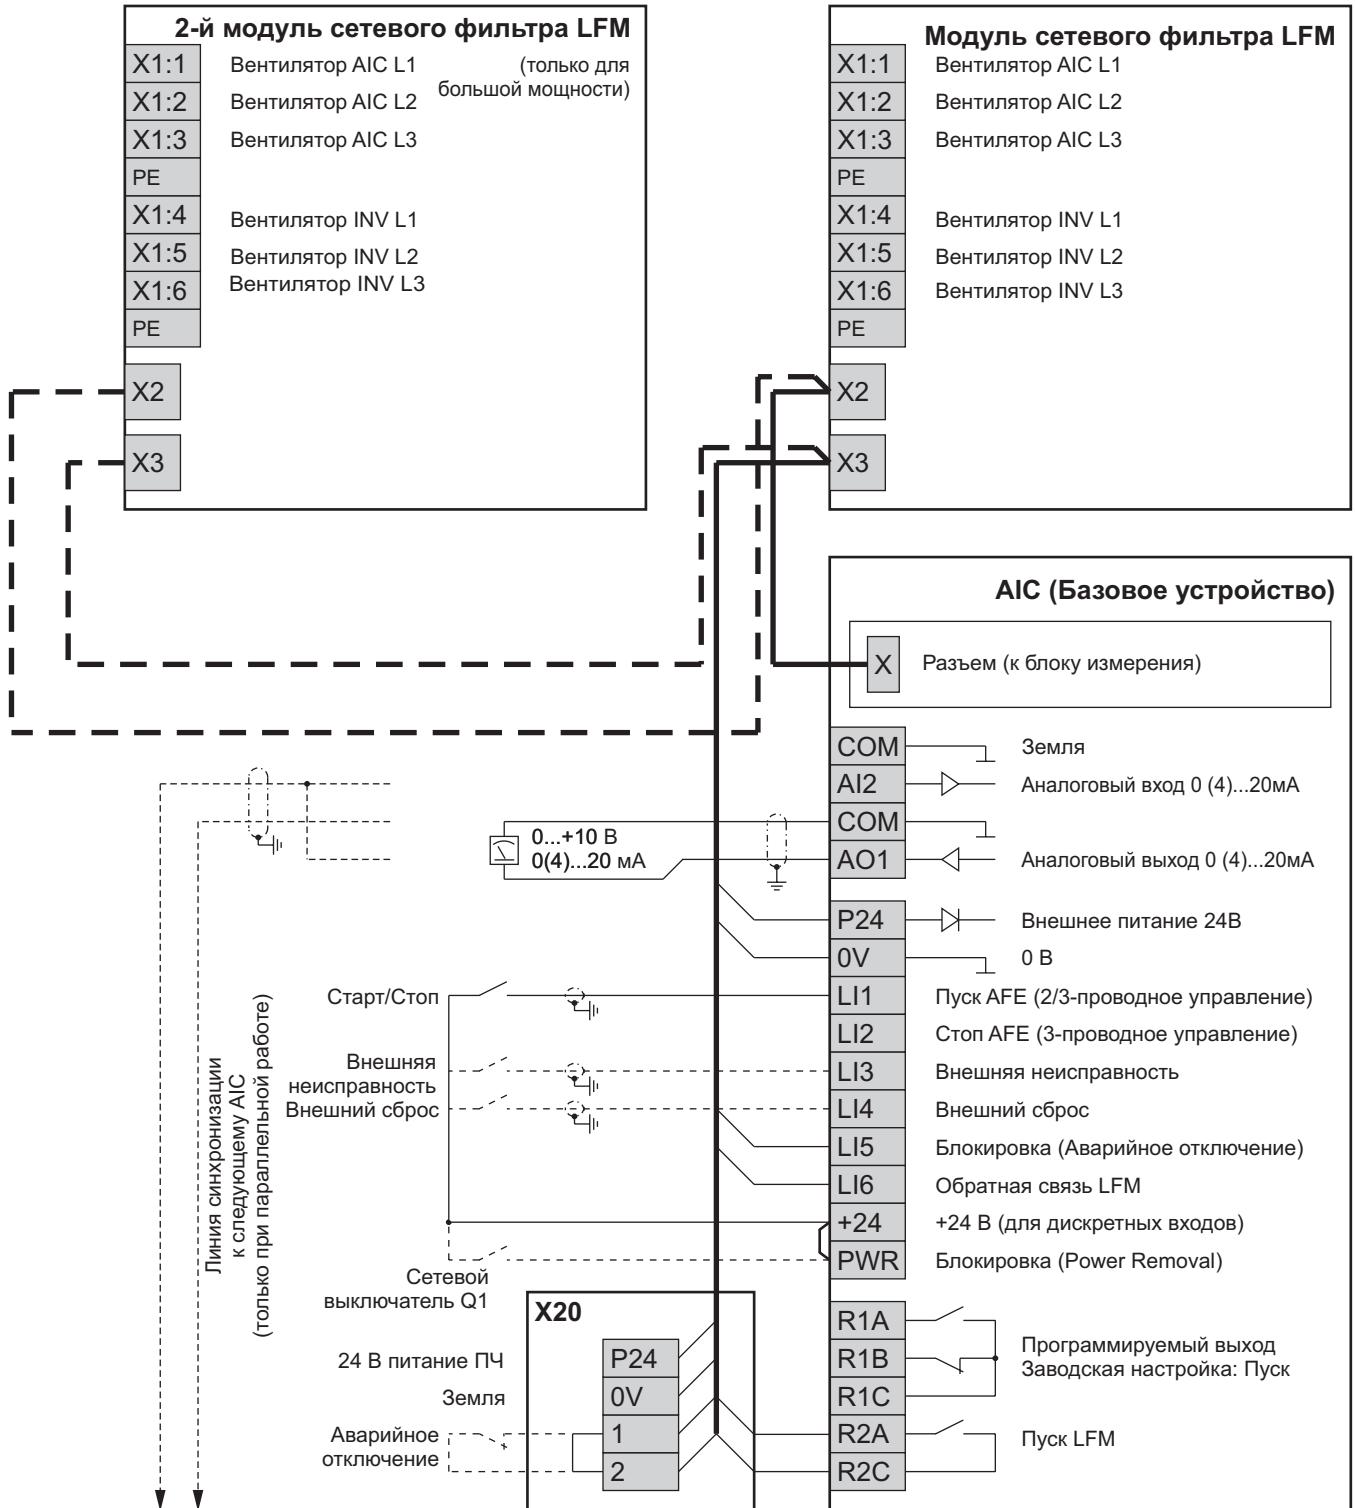 2-й модуль сетевого фильтра LFM
X1:1 Вентилятор AIC L1 (только для
большой мощности)
X1:2 Вентилятор AIC L2
X1:3 Вентилятор AIC L3
PE
X1:4 Вентилятор INV L1
X1:5 Вентилятор INV L2
X1:6 Вентилятор INV L3
PE
X2
X3
Модуль сетевого фильтра LFM
X1:1 Вентилятор AIC L1
X1:2 Вентилятор AIC L2
X1:3 Вентилятор AIC L3
PE
X1:4 Вентилятор INV L1
X1:5 Вентилятор INV L2
X1:6 Вентилятор INV L3
PE
X2
X3
AIC (Базовое устройство)
X Разъем (к блоку измерения)
COM Земля
AI2 Аналоговый вход 0 (4)...20мА
COM
AO1 Аналоговый выход 0 (4)...20мА
0...+10 В
0(4)...20 мА
P24 Внешнее питание 24В
0V 0 В
Старт/Стоп
LI1 Пуск AFE (2/3-проводное управление)
LI2 Стоп AFE (3-проводное управление)
Внешняя
неисправность
LI3 Внешняя неисправность
Внешний сброс
LI4 Внешний сброс
LI5 Блокировка (Аварийное отключение)
LI6 Обратная связь LFM
+24 +24 В (для дискретных входов)
PWR Блокировка (Power Removal)
Сетевой
выключатель Q1
Линия синхронизации
к следующему AIC
(только при параллельной работе)
X20
24 В питание ПЧ P24
Земля 0V
Аварийное
отключение
1
2
R1A
R1B
R1C
Программируемый выход
Заводская настройка: Пуск
R2A
R2C
Пуск LFM